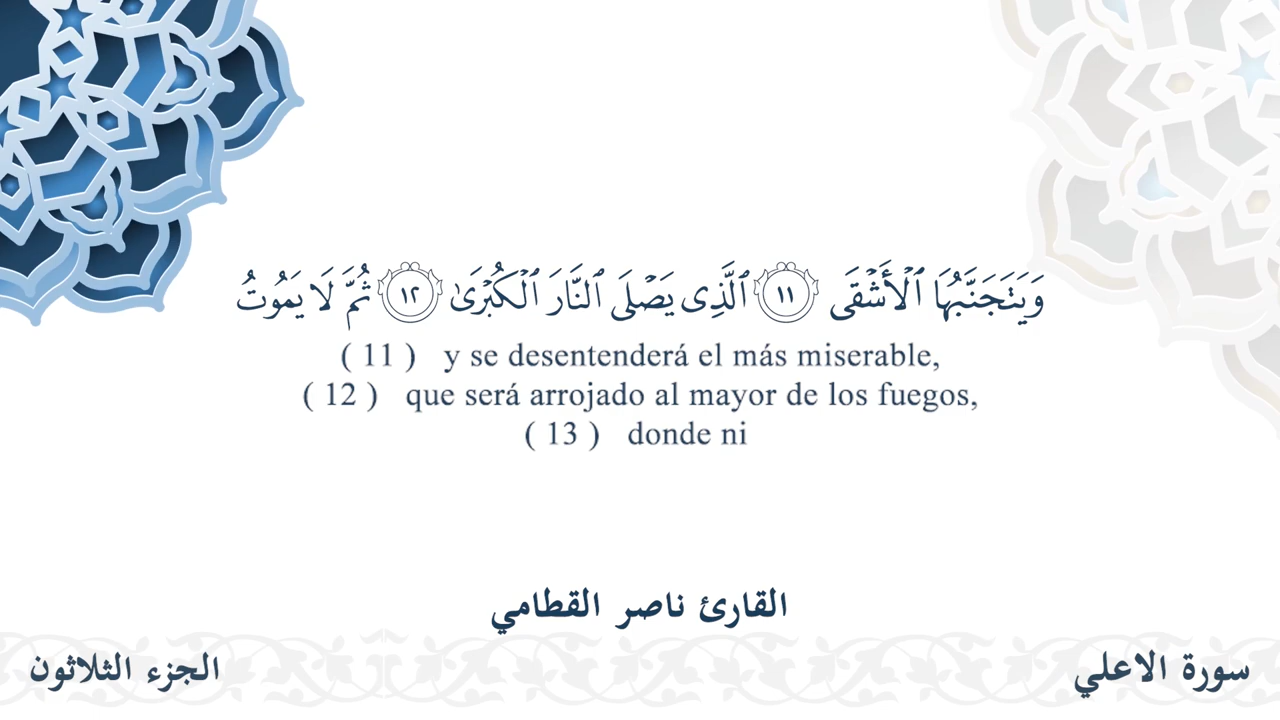 وَيَتَجَنَّبُهَا ٱلْأَشْقَى ١١ ٱلَّذِى يَصْلَى ٱلنَّارَ ٱلْكُبْرَىٰ ١٢ ثُمَّ لَا يَمُوتُ
( 11 ) y se desentenderá el más miserable,
( 12 ) que será arrojado al mayor de los fuegos,
( 13 ) donde ni
القارئ ناصر القطامي
سورة الاعلي
الجزء الثلاثون